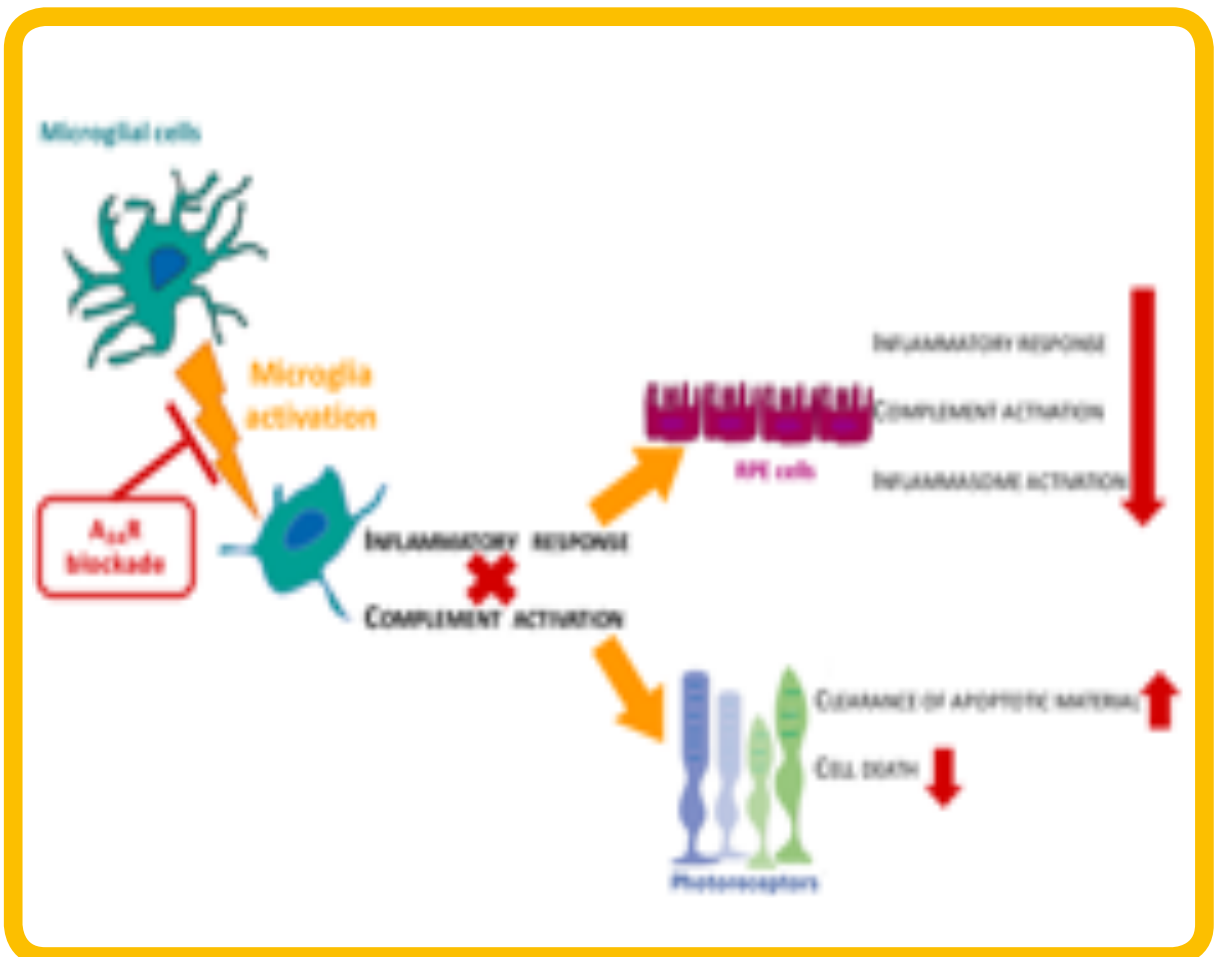 Microglial cells
Microglia
activation
A₂ₐR
blockade
INFLAMMATORY RESPONSE
COMPLEMENT ACTIVATION
RPE cells
INFLAMMATORY RESPONSE
COMPLEMENT ACTIVATION
INFLAMMASOME ACTIVATION
CLEARANCE OF APOPTOTIC MATERIAL
CELL DEATH
Photoreceptors